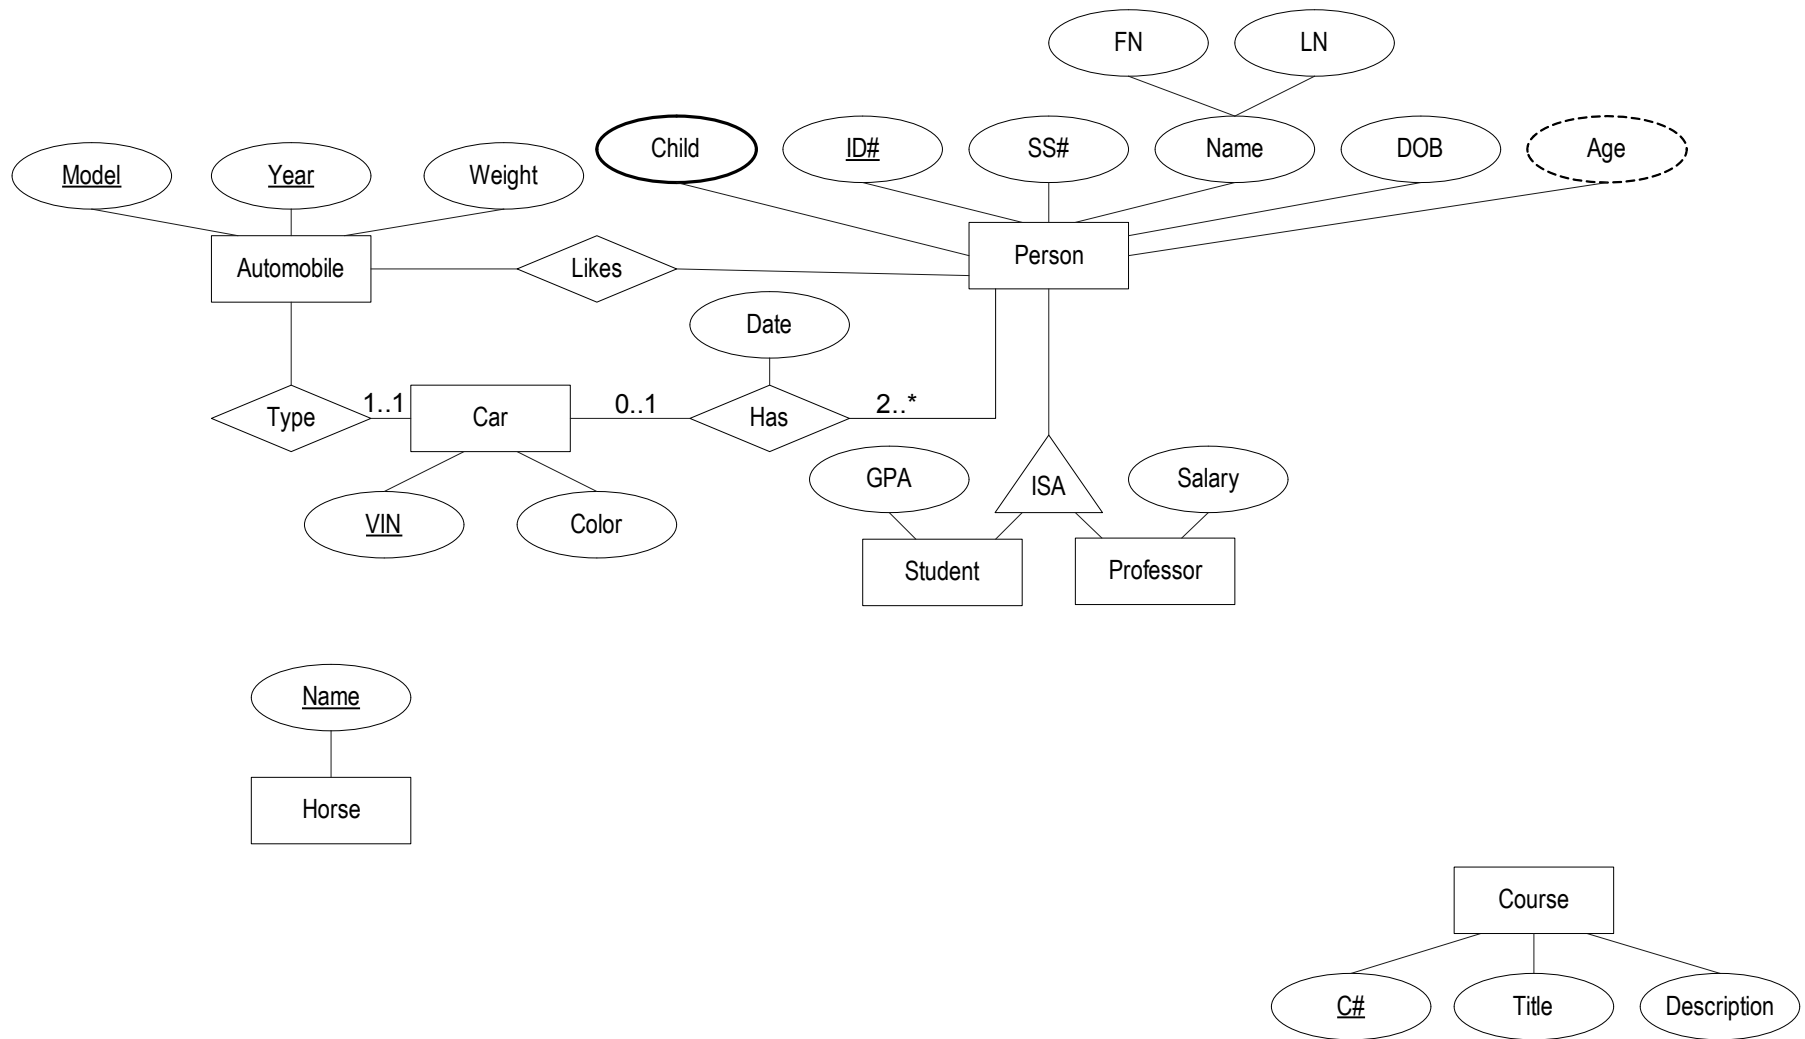 FN
LN
Child
ID#
SS#
Name
DOB
Age
Model
Year
Weight
Automobile
Likes
Person
Date
Type
1..1
Car
0..1
Has
2..*
GPA
ISA
Salary
VIN
Color
Student
Professor
Name
Horse
Course
C#
Title
Description